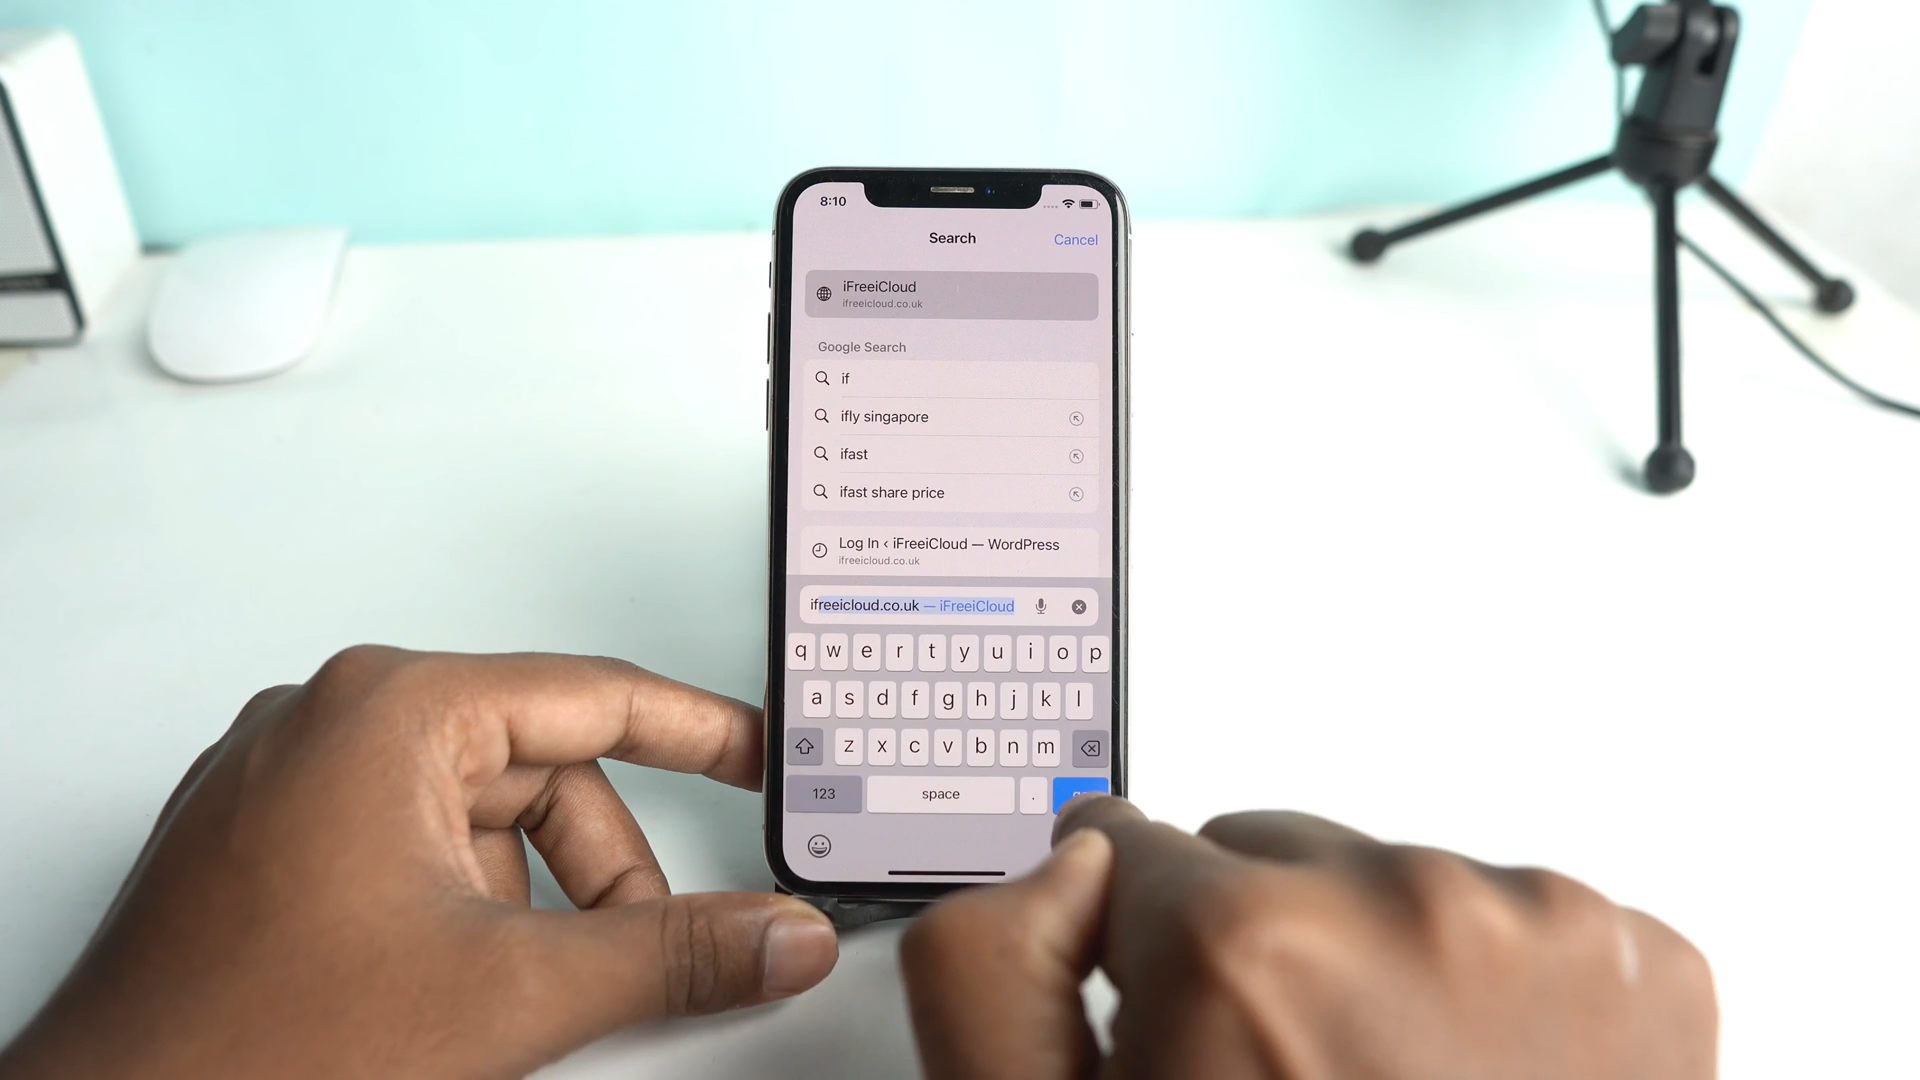 8:10
Search
Cancel
iFreeiCloud
ifreeicloud.co.uk
Google Search
if
ifly singapore
ifast
ifast share price
Log In ‹ iFreeiCloud — WordPress
ifreeicloud.co.uk
ifreeicloud.co.uk — iFreeiCloud
q w e r t y u i o p
a s d f g h j k l
z x c v b n m
123 space .